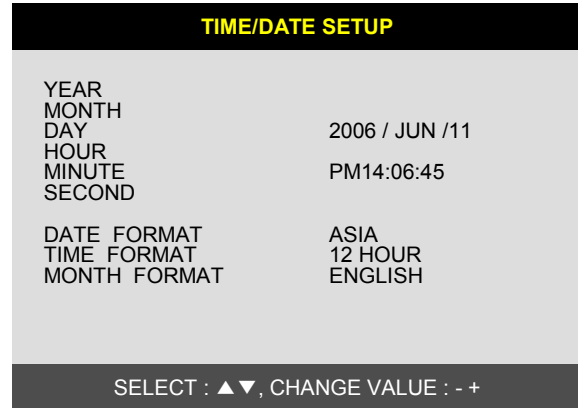 TIME/DATE SETUP
YEAR
MONTH
DAY 2006 / JUN /11
HOUR
MINUTE PM14:06:45
SECOND
DATE FORMAT ASIA
TIME FORMAT 12 HOUR
MONTH FORMAT ENGLISH
SELECT : ▲▼, CHANGE VALUE : - +